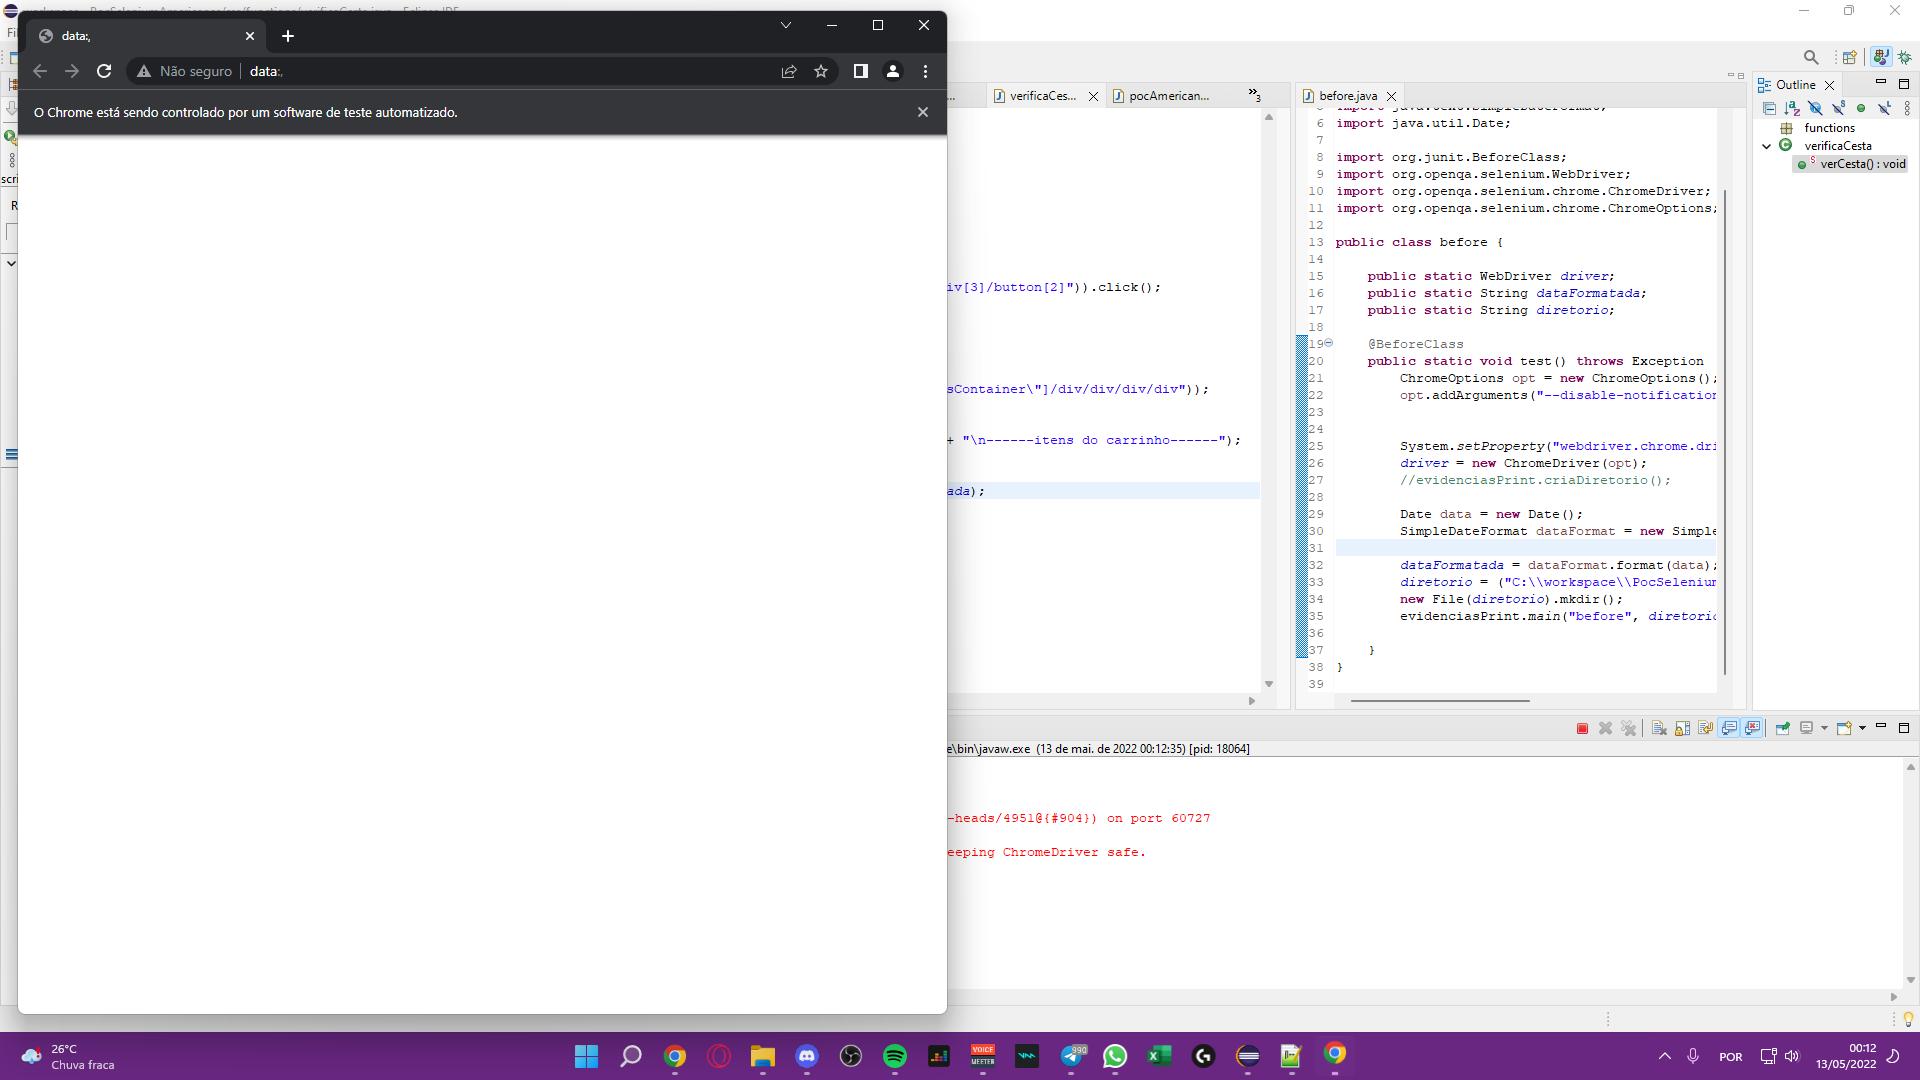 data:,
Não seguro
data:,
O Chrome está sendo controlado por um software de teste automatizado.
verificaCes...
pocAmerican...
3
iv[3]/button[2]")).click();
sContainer\"]/div/div/div/div"));
+ "\n------itens do carrinho------");
ada);
before.java
6 import java.util.Date;
7
8 import org.junit.BeforeClass;
9 import org.openqa.selenium.WebDriver;
10 import org.openqa.selenium.chrome.ChromeDriver;
11 import org.openqa.selenium.chrome.ChromeOptions;
12
13 public class before {
14
15 public static WebDriver driver;
16 public static String dataFormatada;
17 public static String diretorio;
18
19 @BeforeClass
20 public static void test() throws Exception
21 ChromeOptions opt = new ChromeOptions();
22 opt.addArguments("--disable-notification
23
24
25 System.setProperty("webdriver.chrome.dri
26 driver = new ChromeDriver(opt);
27 //evidenciasPrint.criaDiretorio();
28
29 Date data = new Date();
30 SimpleDateFormat dataFormat = new Simple
31
32 dataFormatada = dataFormat.format(data);
33 diretorio = ("C:\\workspace\\PocSelenium
34 new File(diretorio).mkdir();
35 evidenciasPrint.main("before", diretorio
36
37 }
38 }
39
Outline
functions
verificaCesta
verCesta() : void
e\bin\javaw.exe (13 de mai. de 2022 00:12:35) [pid: 18064]
-heads/4951@{#904}) on port 60727
eeping ChromeDriver safe.
26°C
Chuva fraca
VOICE
MEETER
990
POR
00:12
13/05/2022